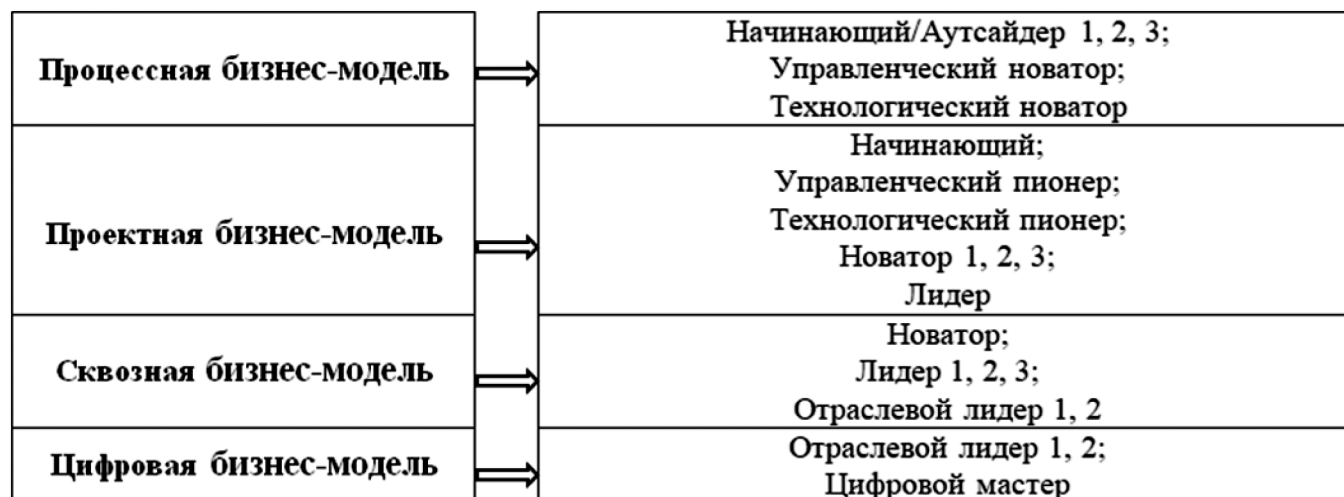 Процессная бизнес-модель
Начинающий/Аутсайдер 1, 2, 3;
Управленческий новатор;
Технологический новатор
Проектная бизнес-модель
Начинающий;
Управленческий пионер;
Технологический пионер;
Новатор 1, 2, 3;
Лидер
Сквозная бизнес-модель
Новатор;
Лидер 1, 2, 3;
Отраслевой лидер 1, 2
Цифровая бизнес-модель
Отраслевой лидер 1, 2;
Цифровой мастер